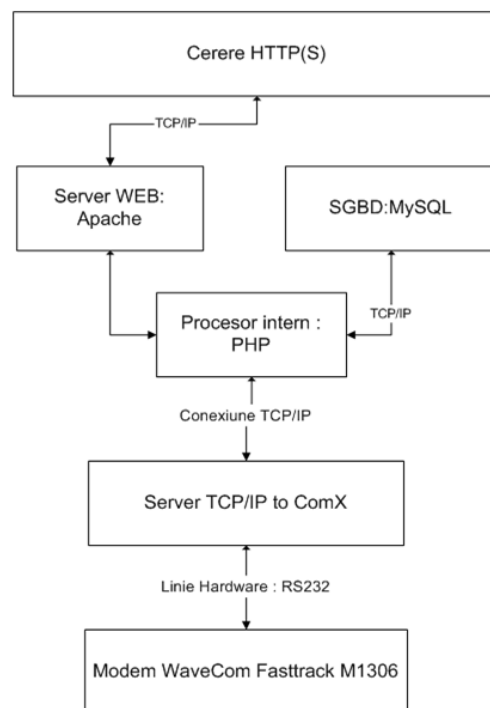 Cerere HTTP(S)
TCP/IP
Server WEB:
Apache
SGBD:MySQL
TCP/IP
Procesor intern :
PHP
Conexiune TCP/IP
Server TCP/IP to ComX
Linie Hardware : RS232
Modem WaveCom Fasttrack M1306